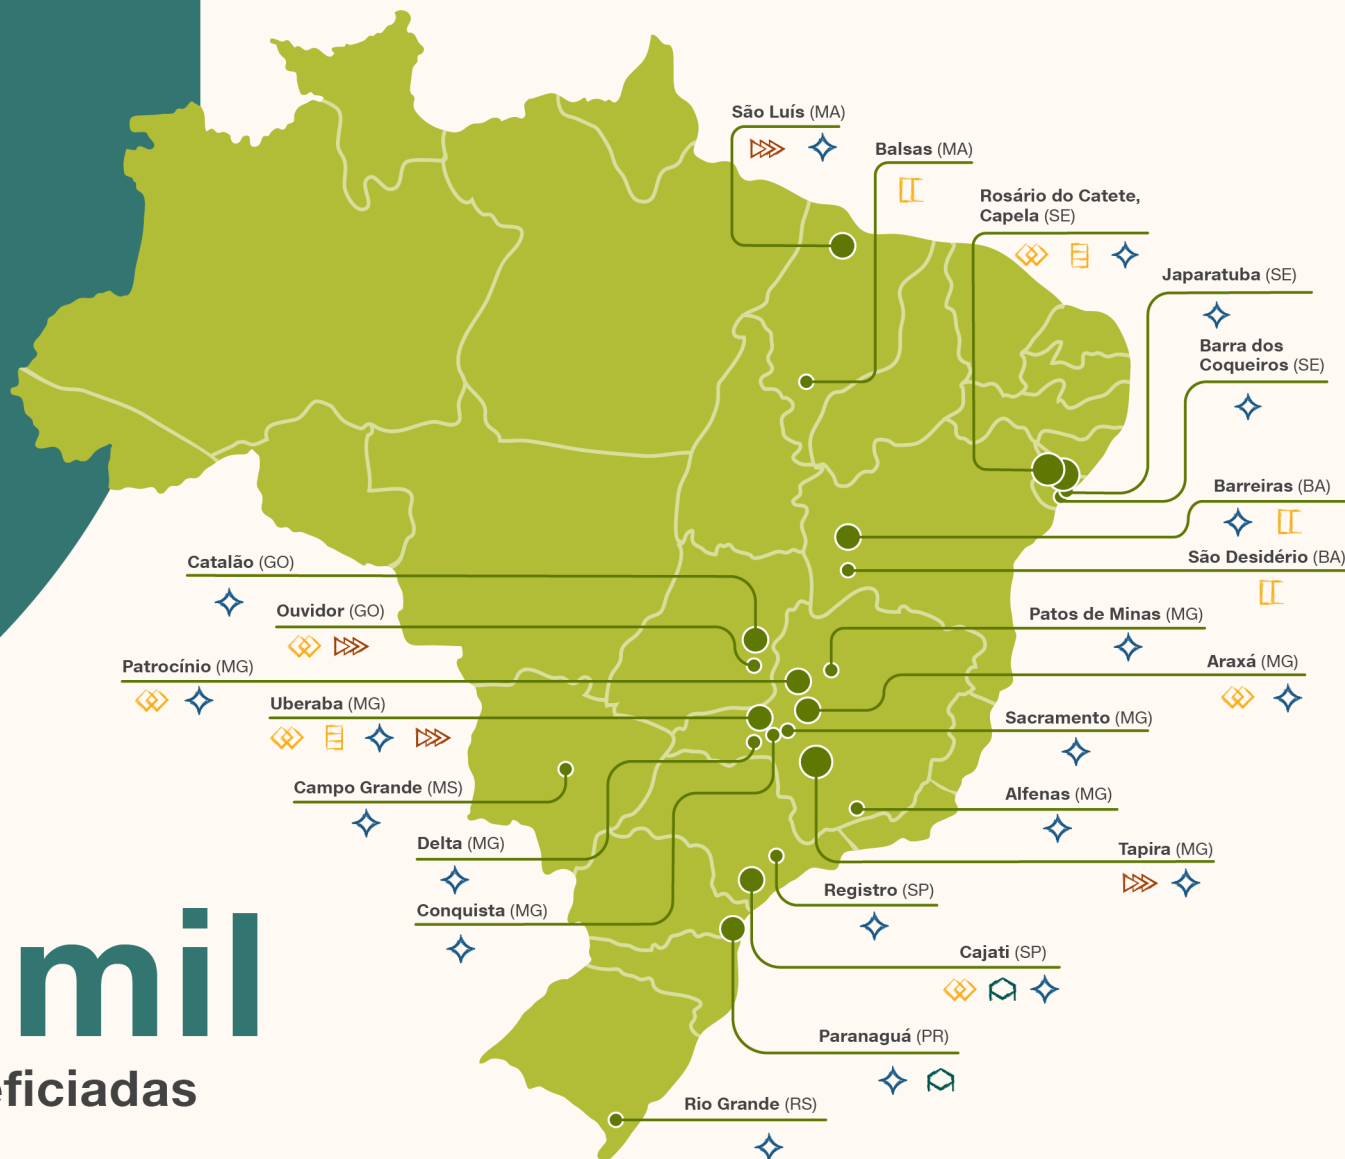 São Luís (MA)
Balsas (MA)
Rosário do Catete,
Capela (SE)
Japaratuba (SE)
Barra dos
Coqueiros (SE)
Barreiras (BA)
São Desidério (BA)
Catalão (GO)
Ouvidor (GO)
Patos de Minas (MG)
Patrocínio (MG)
Araxá (MG)
Uberaba (MG)
Sacramento (MG)
Campo Grande (MS)
Alfenas (MG)
Delta (MG)
Tapira (MG)
Registro (SP)
Conquista (MG)
Cajati (SP)
mil
eficiadas
Paranaguá (PR)
Rio Grande (RS)